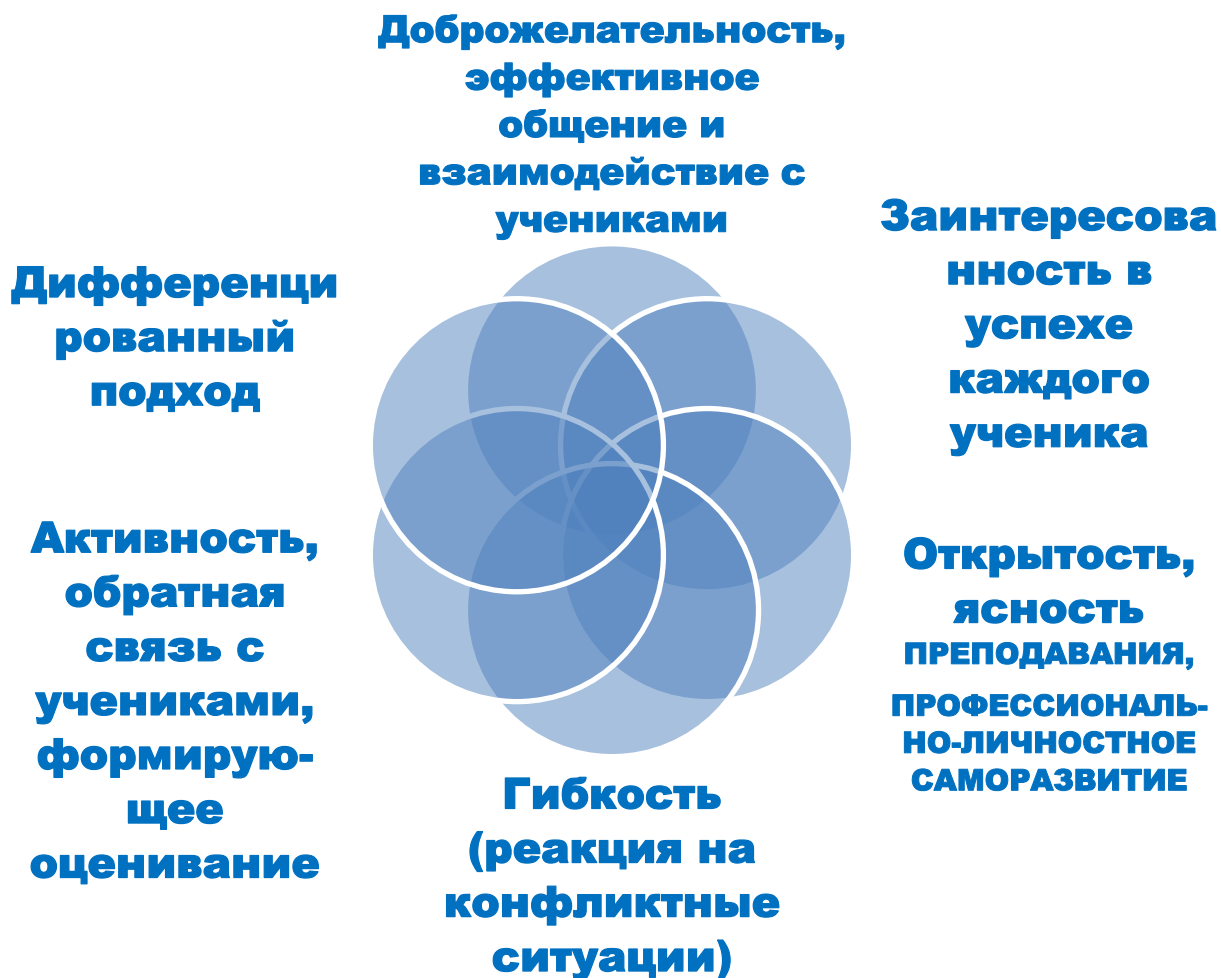 Доброжелательность,
эффективное
общение и
взаимодействие с
учениками
Заинтересова
нность в
успехе
каждого
ученика
Открытость,
ясность
ПРЕПОДАВАНИЯ,
ПРОФЕССИОНАЛЬ-
НО-ЛИЧНОСТНОЕ
САМОРАЗВИТИЕ
Гибкость
(реакция на
конфликтные
ситуации)
Активность,
обратная
связь с
учениками,
формирую-
щее
оценивание
Дифференци
рованный
подход